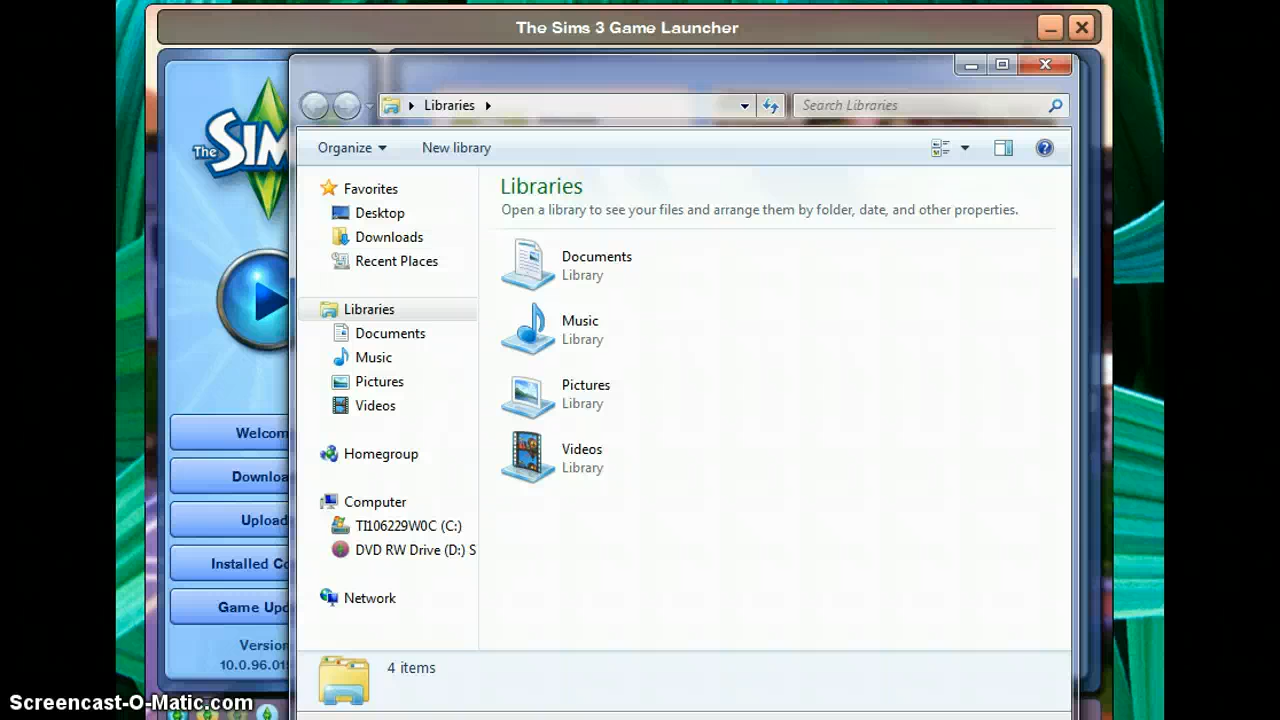 The Sims 3 Game Launcher
Libraries
Search Libraries
Organize
New library
The SIM
Favorites
Desktop
Downloads
Recent Places
Libraries
Documents
Music
Pictures
Videos
Homegroup
Computer
TI106229W0C (C:)
DVD RW Drive (D:) S
Network
Libraries
Open a library to see your files and arrange them by folder, date, and other properties.
Documents
Library
Music
Library
Pictures
Library
Videos
Library
Welcom
Downloa
Upload
Installed Co
Game Upd
Version
10.0.96.01
4 items
Screencast-O-Matic.com